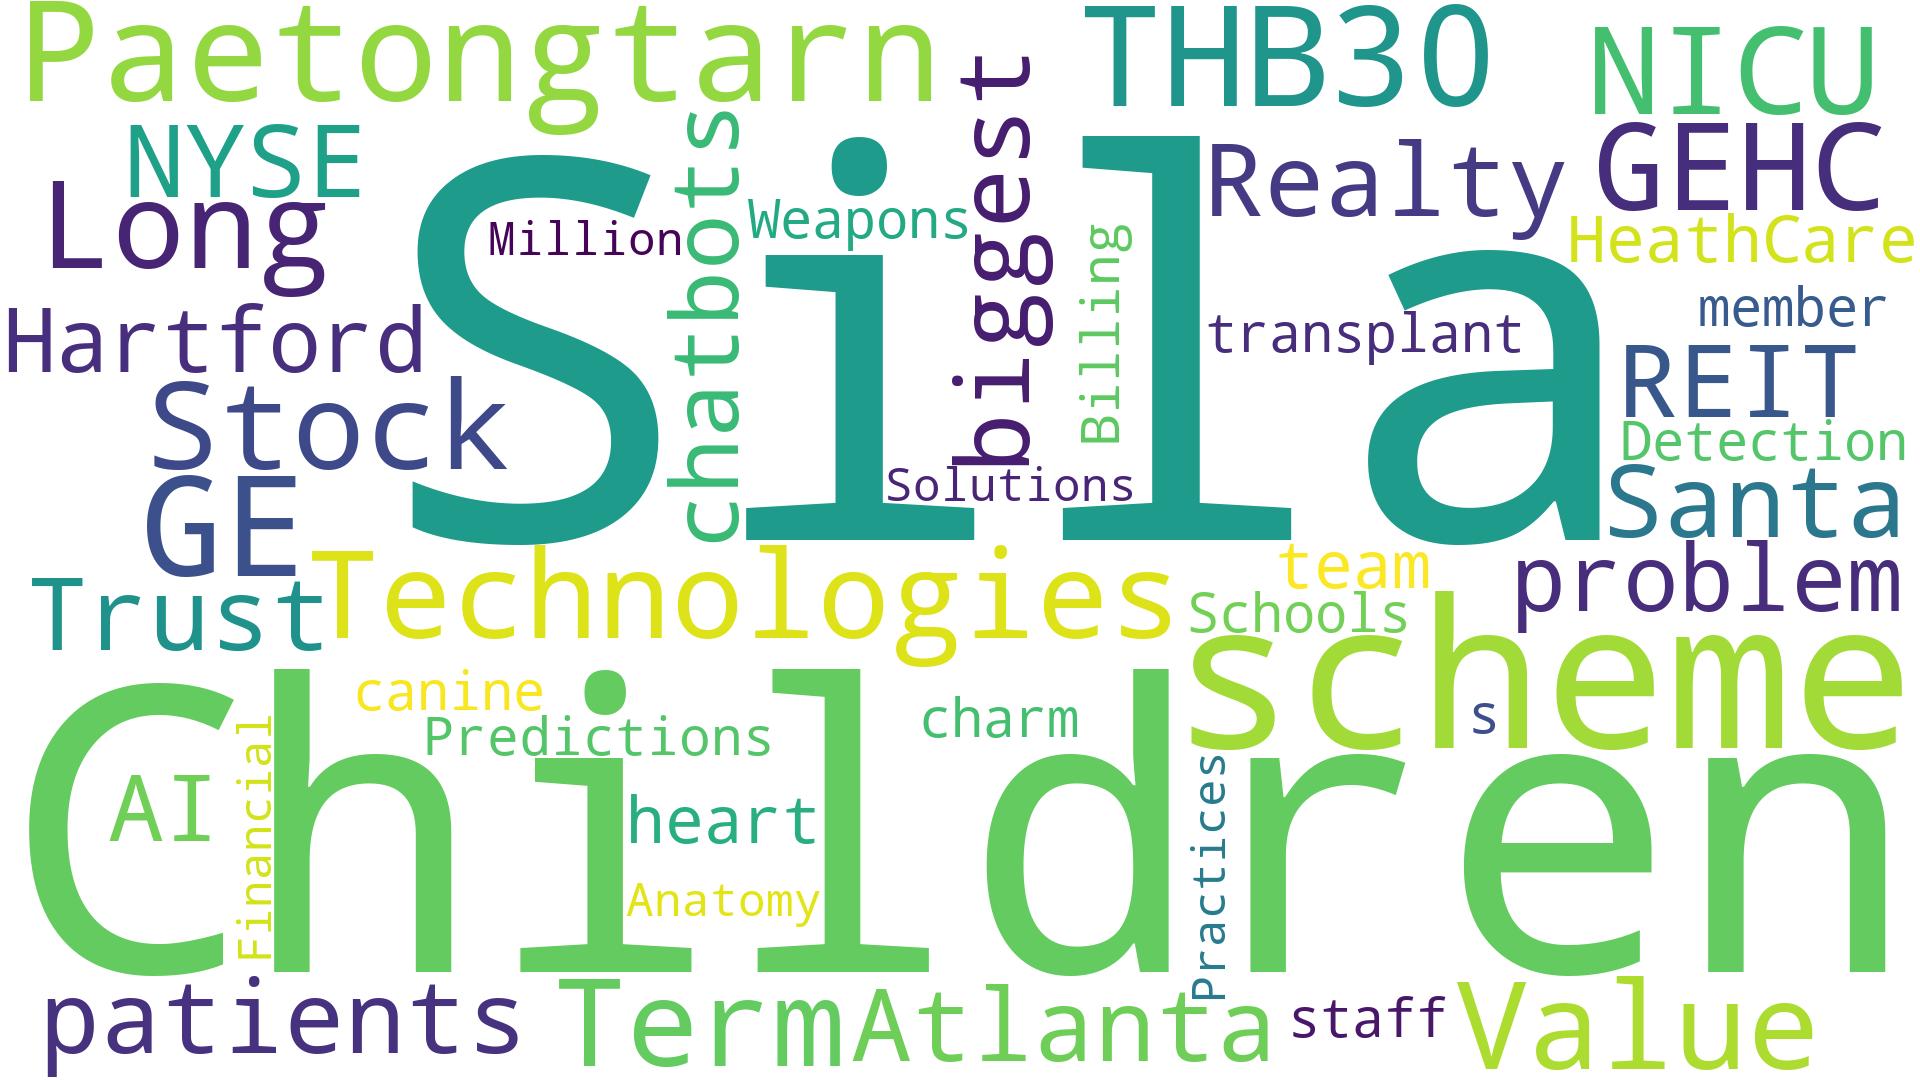 Paetongtarn
THB30
NICU
NYSE
GEHC
Long
chatbots
biggest
Realty
Million
Weapons
HeathCare
Sila
Billing
Hartford
transplant
member
REIT
Stock
Detection
Solutions
Santa
GE
Technologies
team
problem
Trust
Schools
scheme
canine
Predictions
charm
s
Children
AI
Financial
heart
Practices
Anatomy
patients
Term
Atlanta
staff
Value